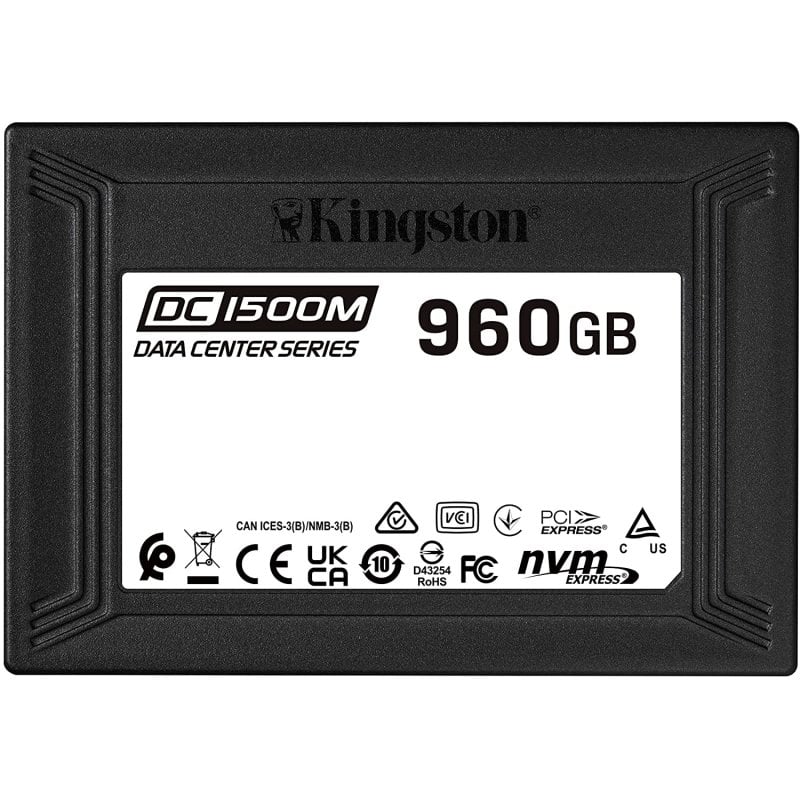 Kingston®
DC1500M
960GB
DATA CENTER SERIES
CAN ICES-3(B)/NMB-3(B)
VCI
PCI
EXPRESS®
C US
CE
UK
CA
10
D43254
RoHS
FC
nvm
EXPRESS®